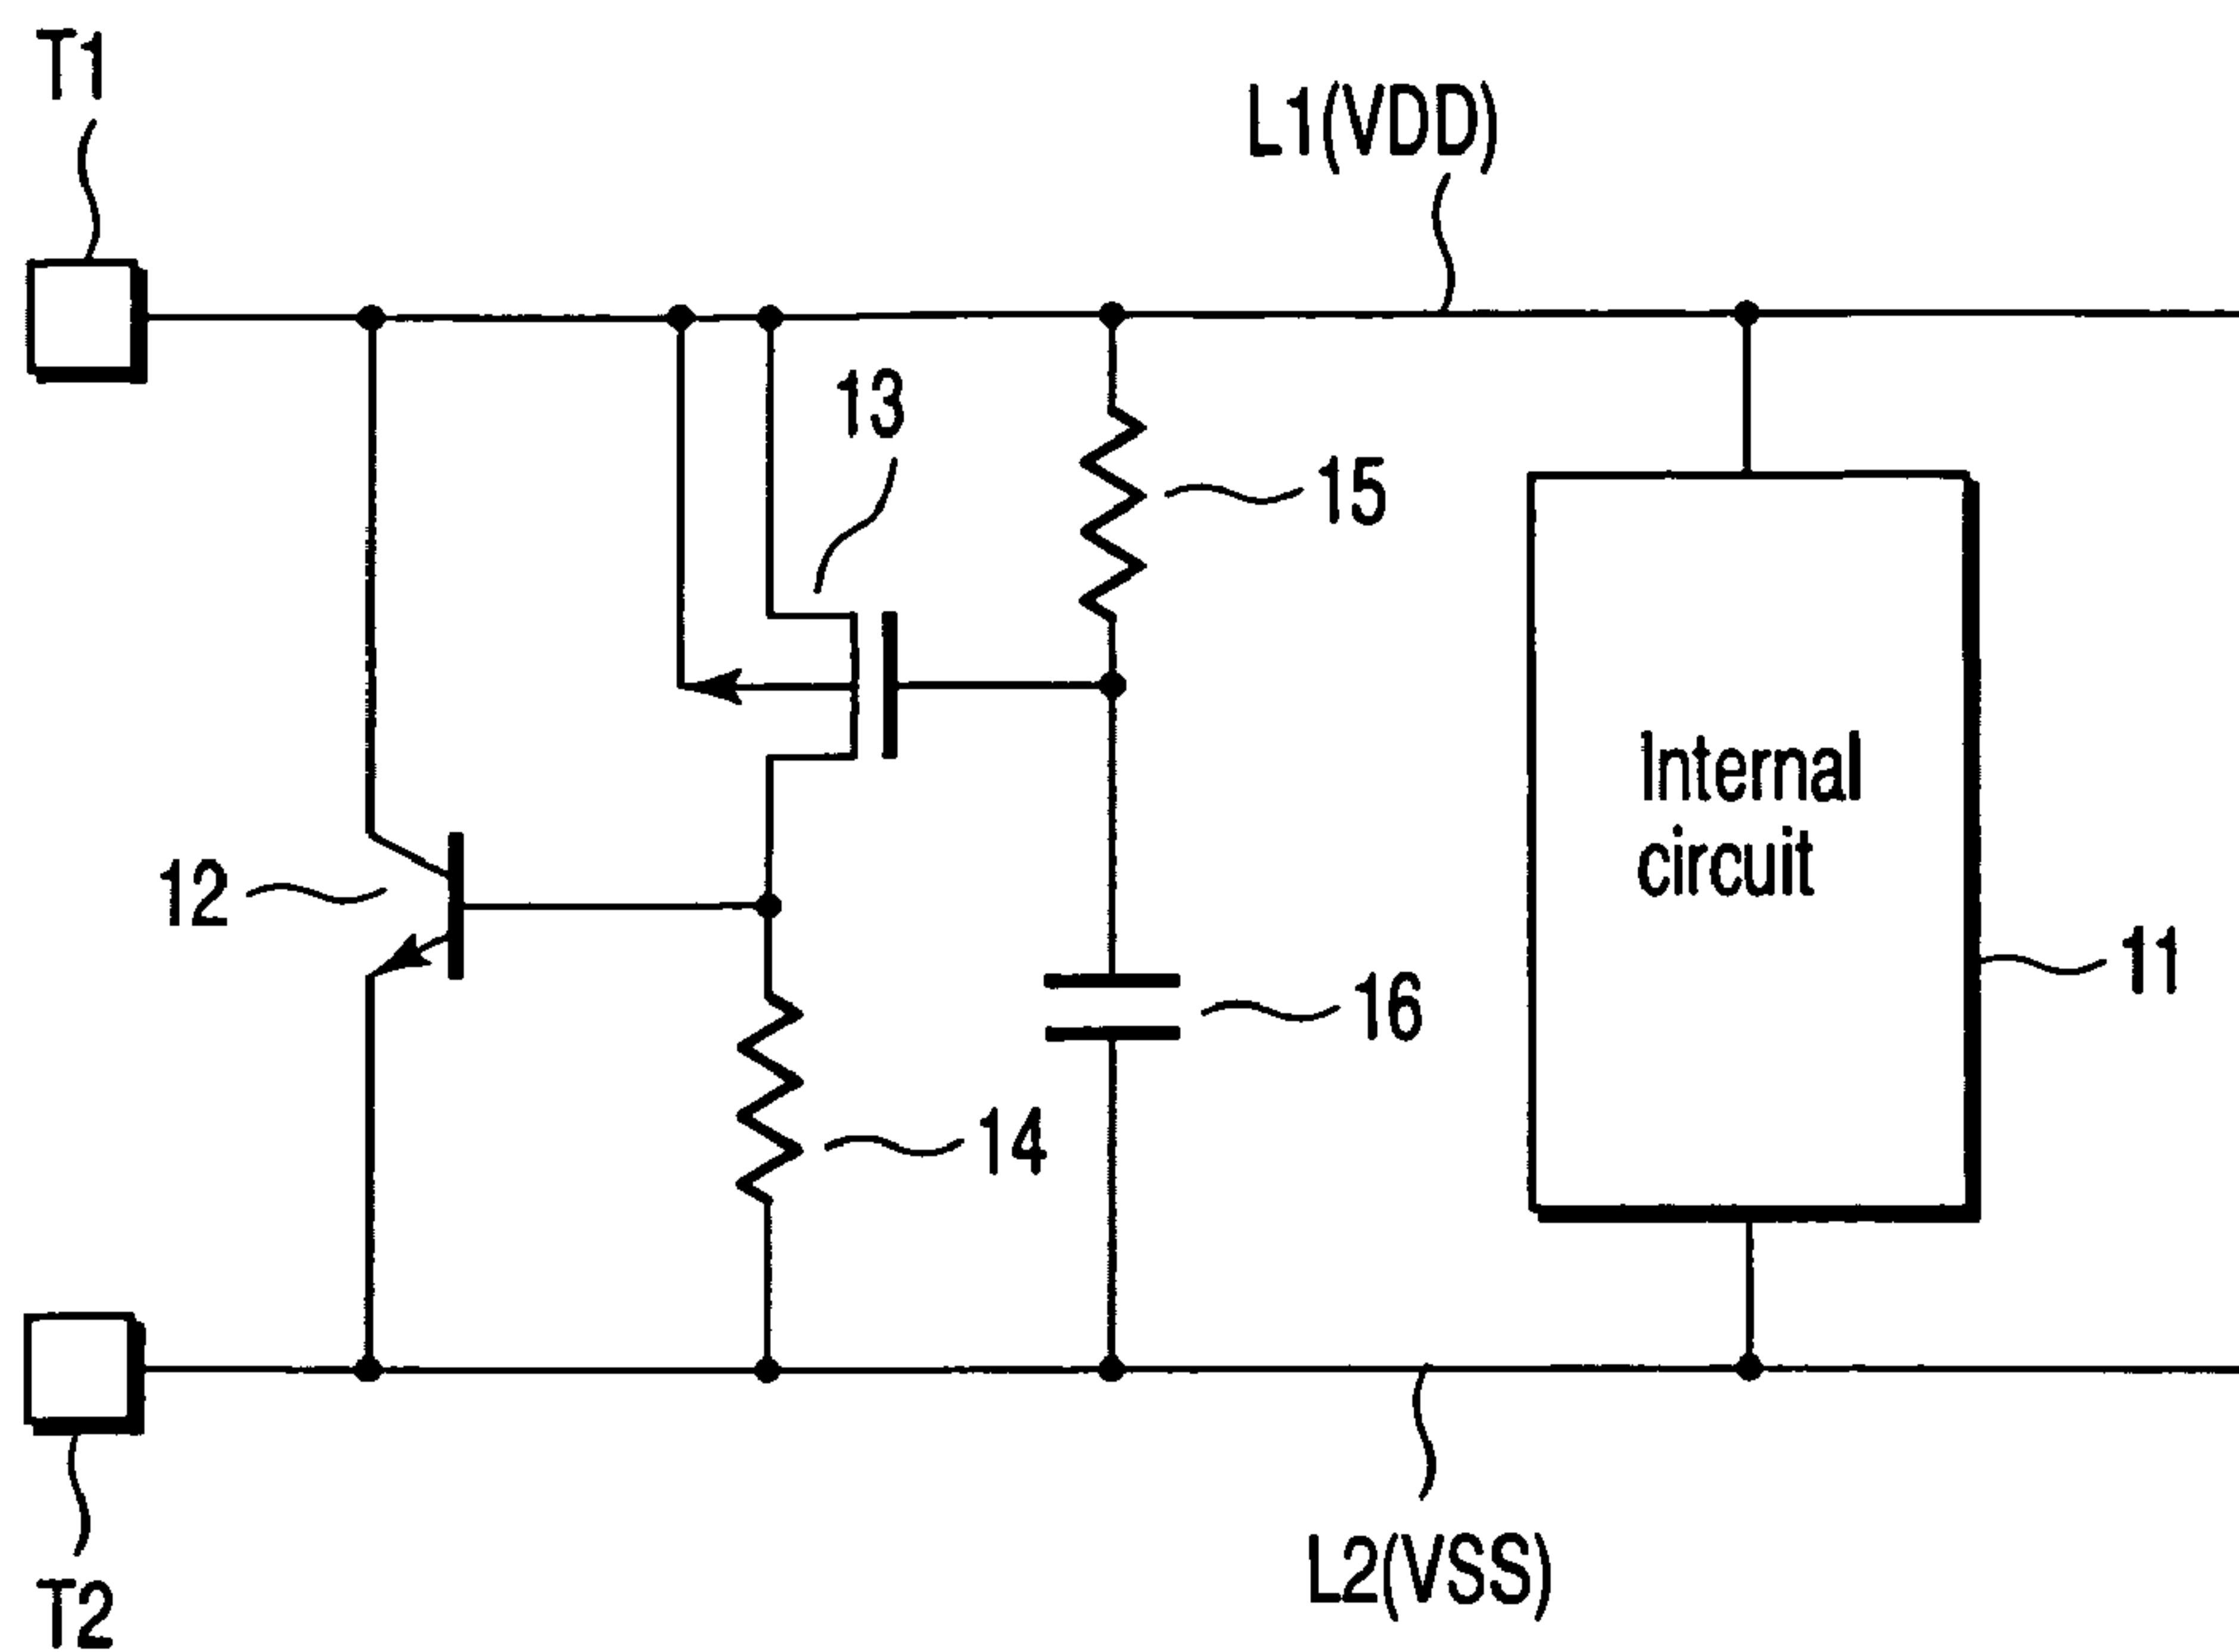 T1
L1(VDD)
13
15
Internal
circuit
12
11
16
14
L2(VSS)
T2